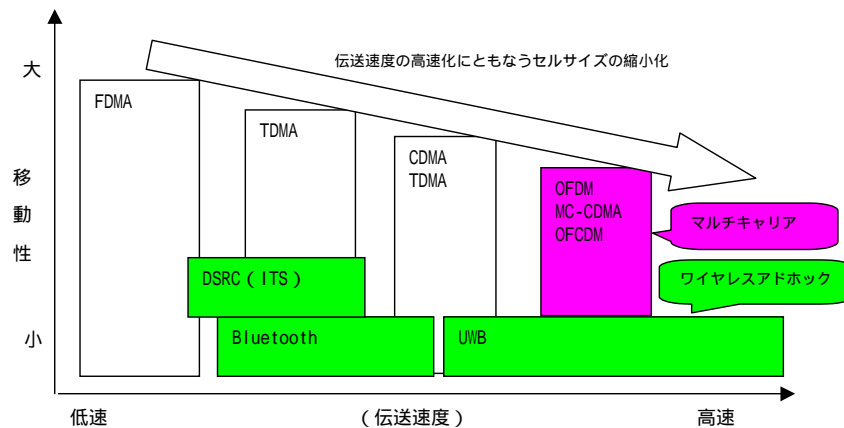 大
伝送速度の高速化にともなうセルサイズの縮小化
FDMA
TDMA
CDMA
TDMA
OFDM
MC-CDMA
OFCDM
マルチキャリア
移
動
性
DSRC(ITS)
ワイヤレスアドホック
小
Bluetooth
UWB
低速
(伝送速度)
高速